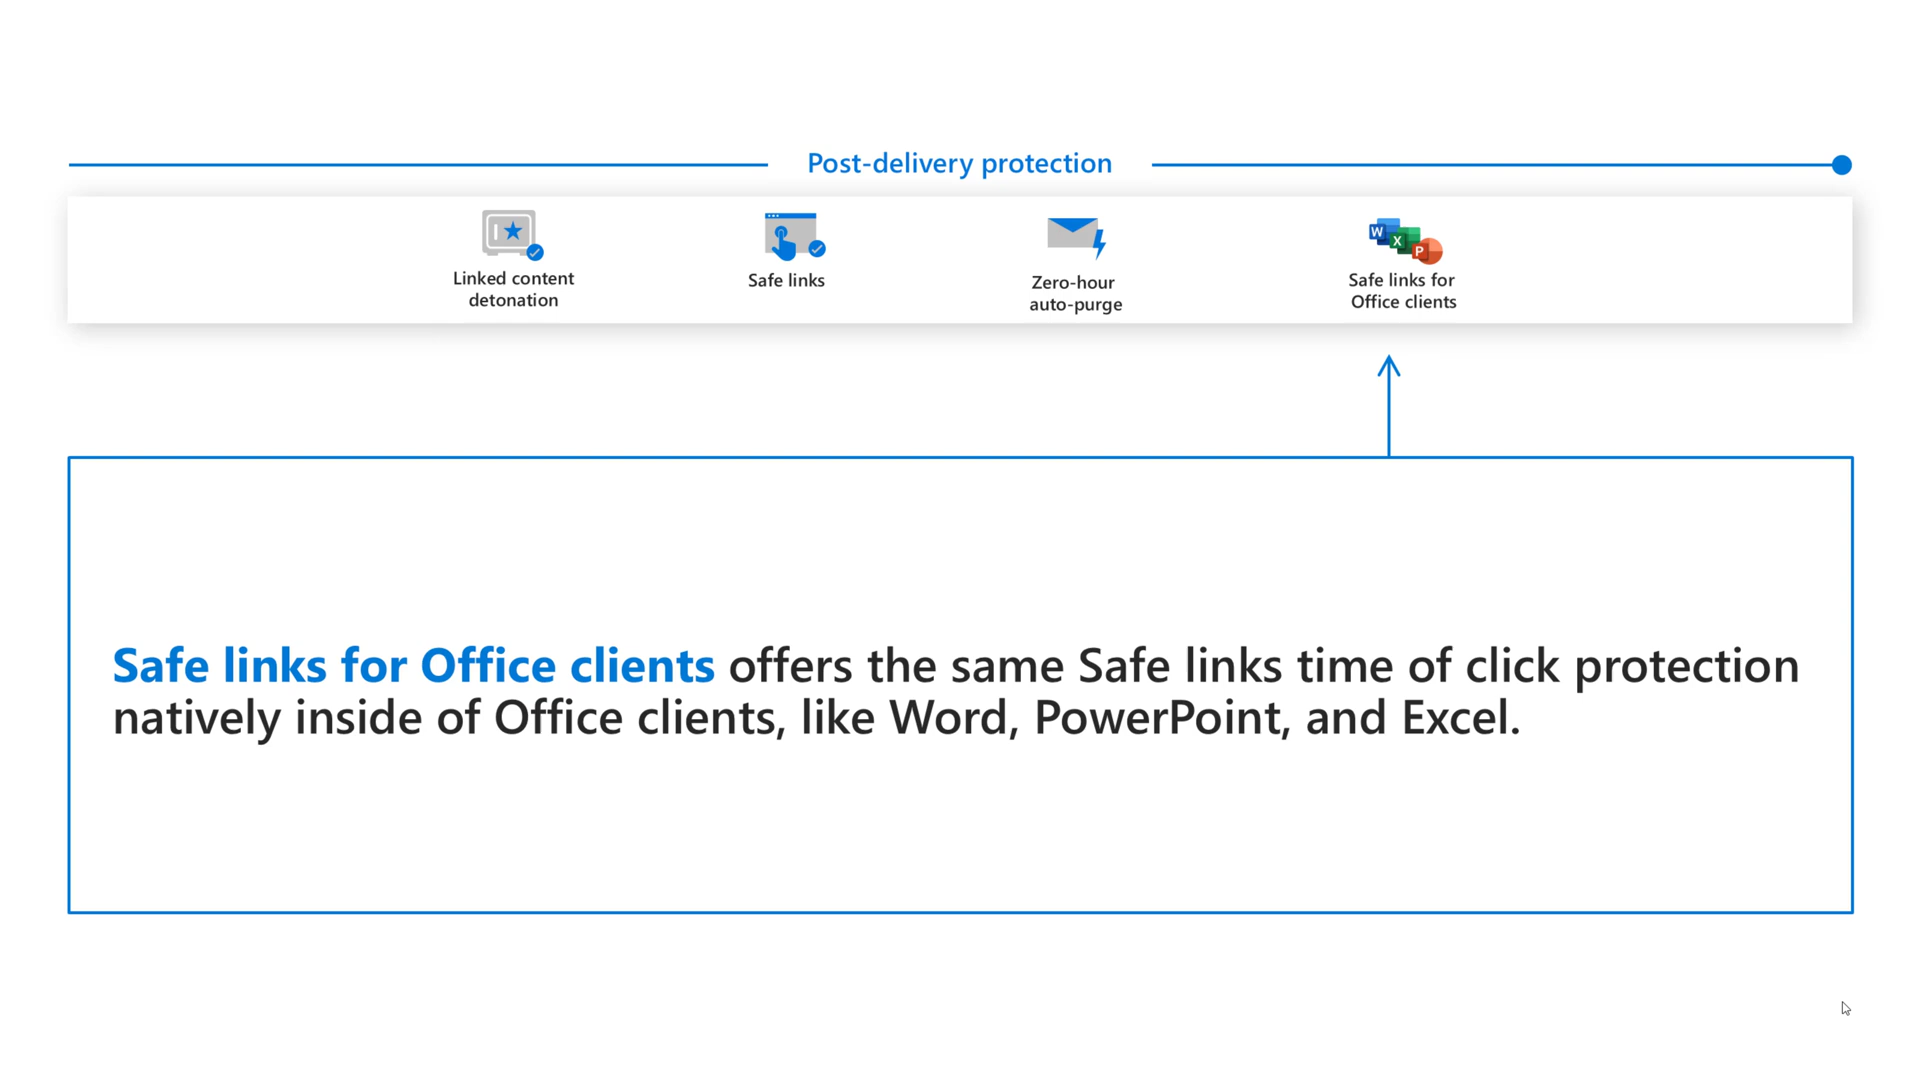 Post-delivery protection
Linked content
detonation
Safe links
Zero-hour
auto-purge
W
X
P
Safe links for
Office clients
Safe links for Office clients offers the same Safe links time of click protection
natively inside of Office clients, like Word, PowerPoint, and Excel.